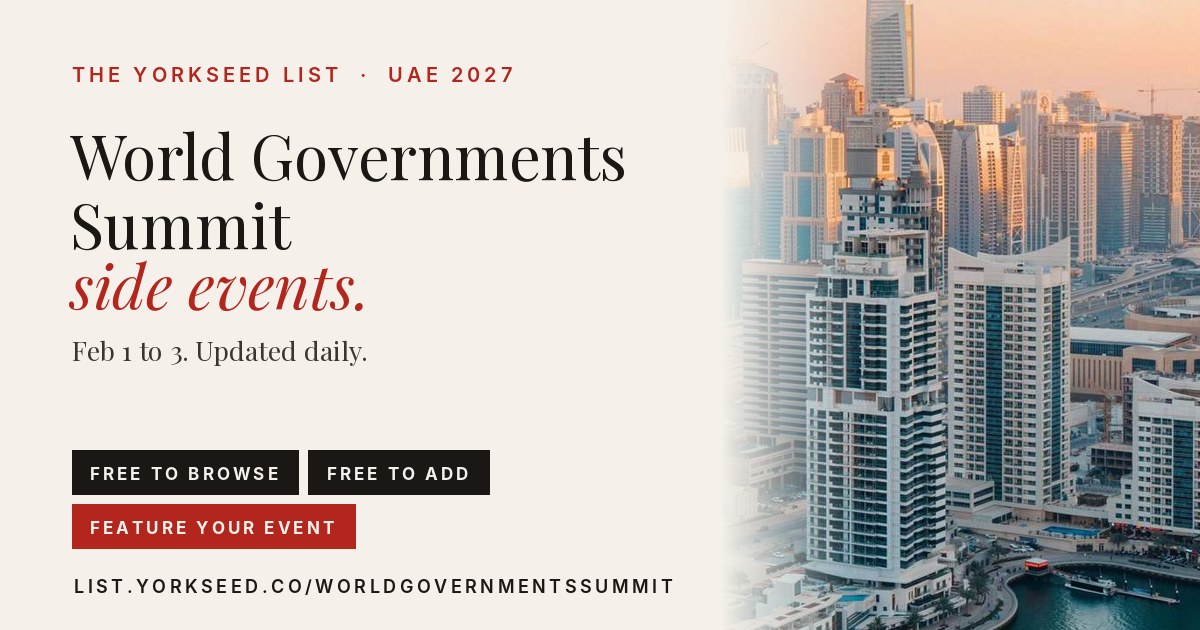 THE YORKSEED LIST · UAE 2027
World Governments
Summit
side events.
Feb 1 to 3. Updated daily.
FREE TO BROWSE FREE TO ADD
FEATURE YOUR EVENT
LIST.YORKSEED.CO/WORLDGOVERNMENTSSUMMIT